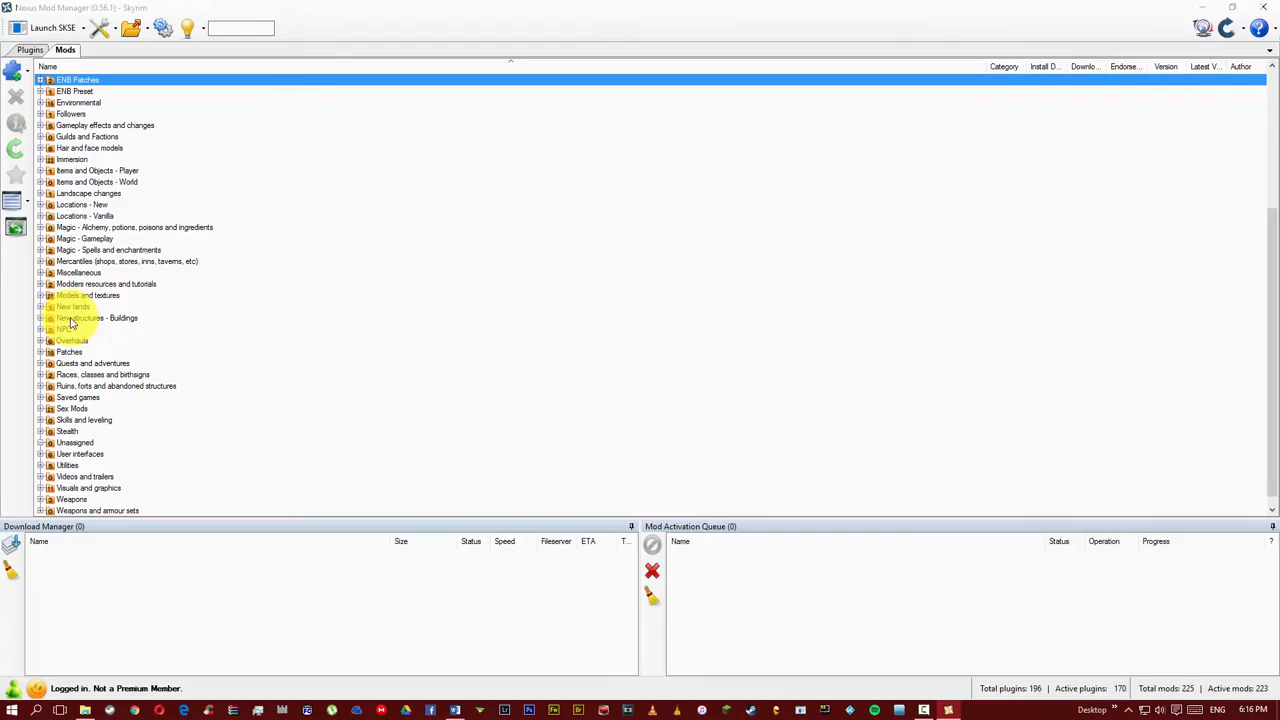 Nexus Mod Manager (0.56.1) - Skyrim
Launch SKSE
Plugins Mods
Name Category Install D... Downlo... Endorse... Version Latest V... Author
ENB Patches
ENB Preset
Environmental
Followers
Gameplay effects and changes
Guilds and Factions
Hair and face models
Immersion
Items and Objects - Player
Items and Objects - World
Landscape changes
Locations - New
Locations - Vanilla
Magic - Alchemy, potions, poisons and ingredients
Magic - Gameplay
Magic - Spells and enchantments
Mercantiles (shops, stores, inns, taverns, etc)
Miscellaneous
Modders resources and tutorials
Models and textures
New lands
New structures - Buildings
NPC
Overhauls
Patches
Quests and adventures
Races, classes and birthsigns
Ruins, forts and abandoned structures
Saved games
Sex Mods
Skills and leveling
Stealth
Unassigned
User interfaces
Utilities
Videos and trailers
Visuals and graphics
Weapons
Weapons and armour sets
Download Manager (0) Mod Activation Queue (0)
Name Size Status Speed Fileserver ETA T... Name Status Operation Progress ?
Logged in. Not a Premium Member. Total plugins: 196 Active plugins: 170 Total mods: 225 Active mods: 223
Desktop 6:16 PM